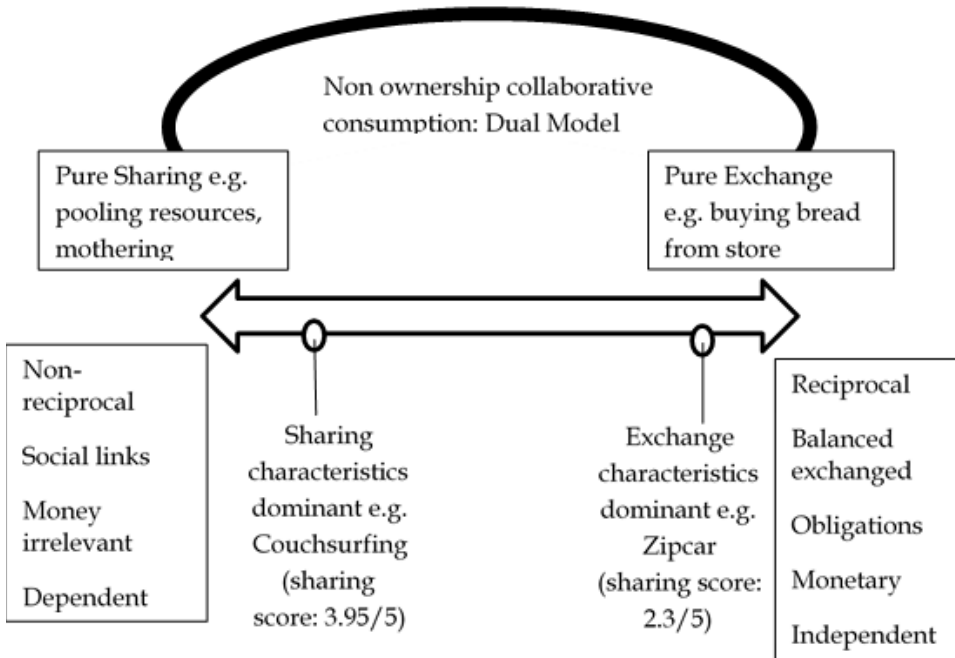 Non ownership collaborative
consumption: Dual Model
Pure Sharing e.g.
pooling resources,
mothering
Pure Exchange
e.g. buying bread
from store
Non-
reciprocal
Social links
Money
irrelevant
Dependent
Sharing
characteristics
dominant e.g.
Couchsurfing
(sharing
score: 3.95/5)
Exchange
characteristics
dominant e.g.
Zipcar
(sharing score:
2.3/5)
Reciprocal
Balanced
exchanged
Obligations
Monetary
Independent